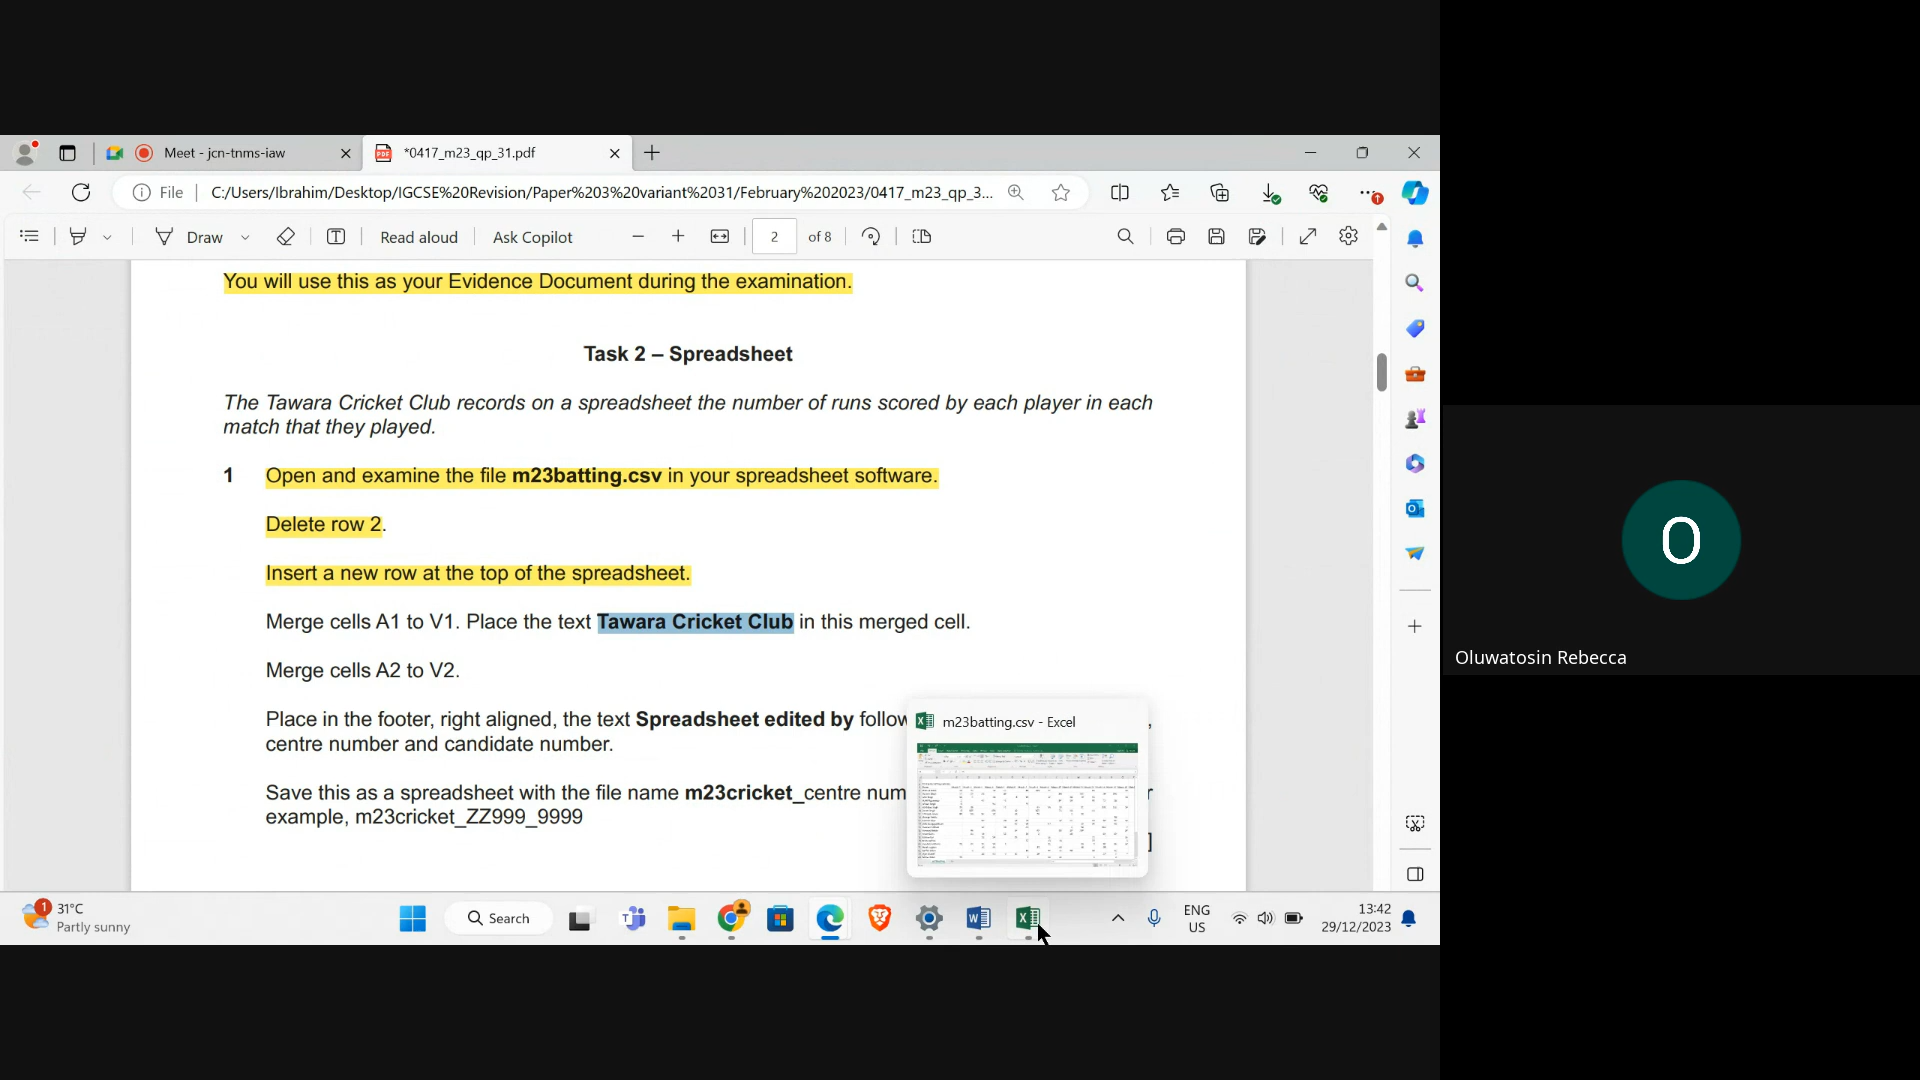 Meet - jcn-tnms-iaw
*0417_m23_qp_31.pdf
File
C:/Users/Ibrahim/Desktop/IGCSE%20Revision/Paper%203%20variant%2031/February%202023/0417_m23_qp_3...
Draw
Read aloud
Ask Copilot
2 of 8
You will use this as your Evidence Document during the examination.
Task 2 – Spreadsheet
The Tawara Cricket Club records on a spreadsheet the number of runs scored by each player in each
match that they played.
1 Open and examine the file m23batting.csv in your spreadsheet software.
Delete row 2.
Insert a new row at the top of the spreadsheet.
Merge cells A1 to V1. Place the text Tawara Cricket Club in this merged cell.
Merge cells A2 to V2.
Place in the footer, right aligned, the text Spreadsheet edited by follow
centre number and candidate number.
Save this as a spreadsheet with the file name m23cricket_centre num
example, m23cricket_ZZ999_9999
m23batting.csv - Excel
O
Oluwatosin Rebecca
1
31°C
Partly sunny
Search
ENG
US
13:42
29/12/2023